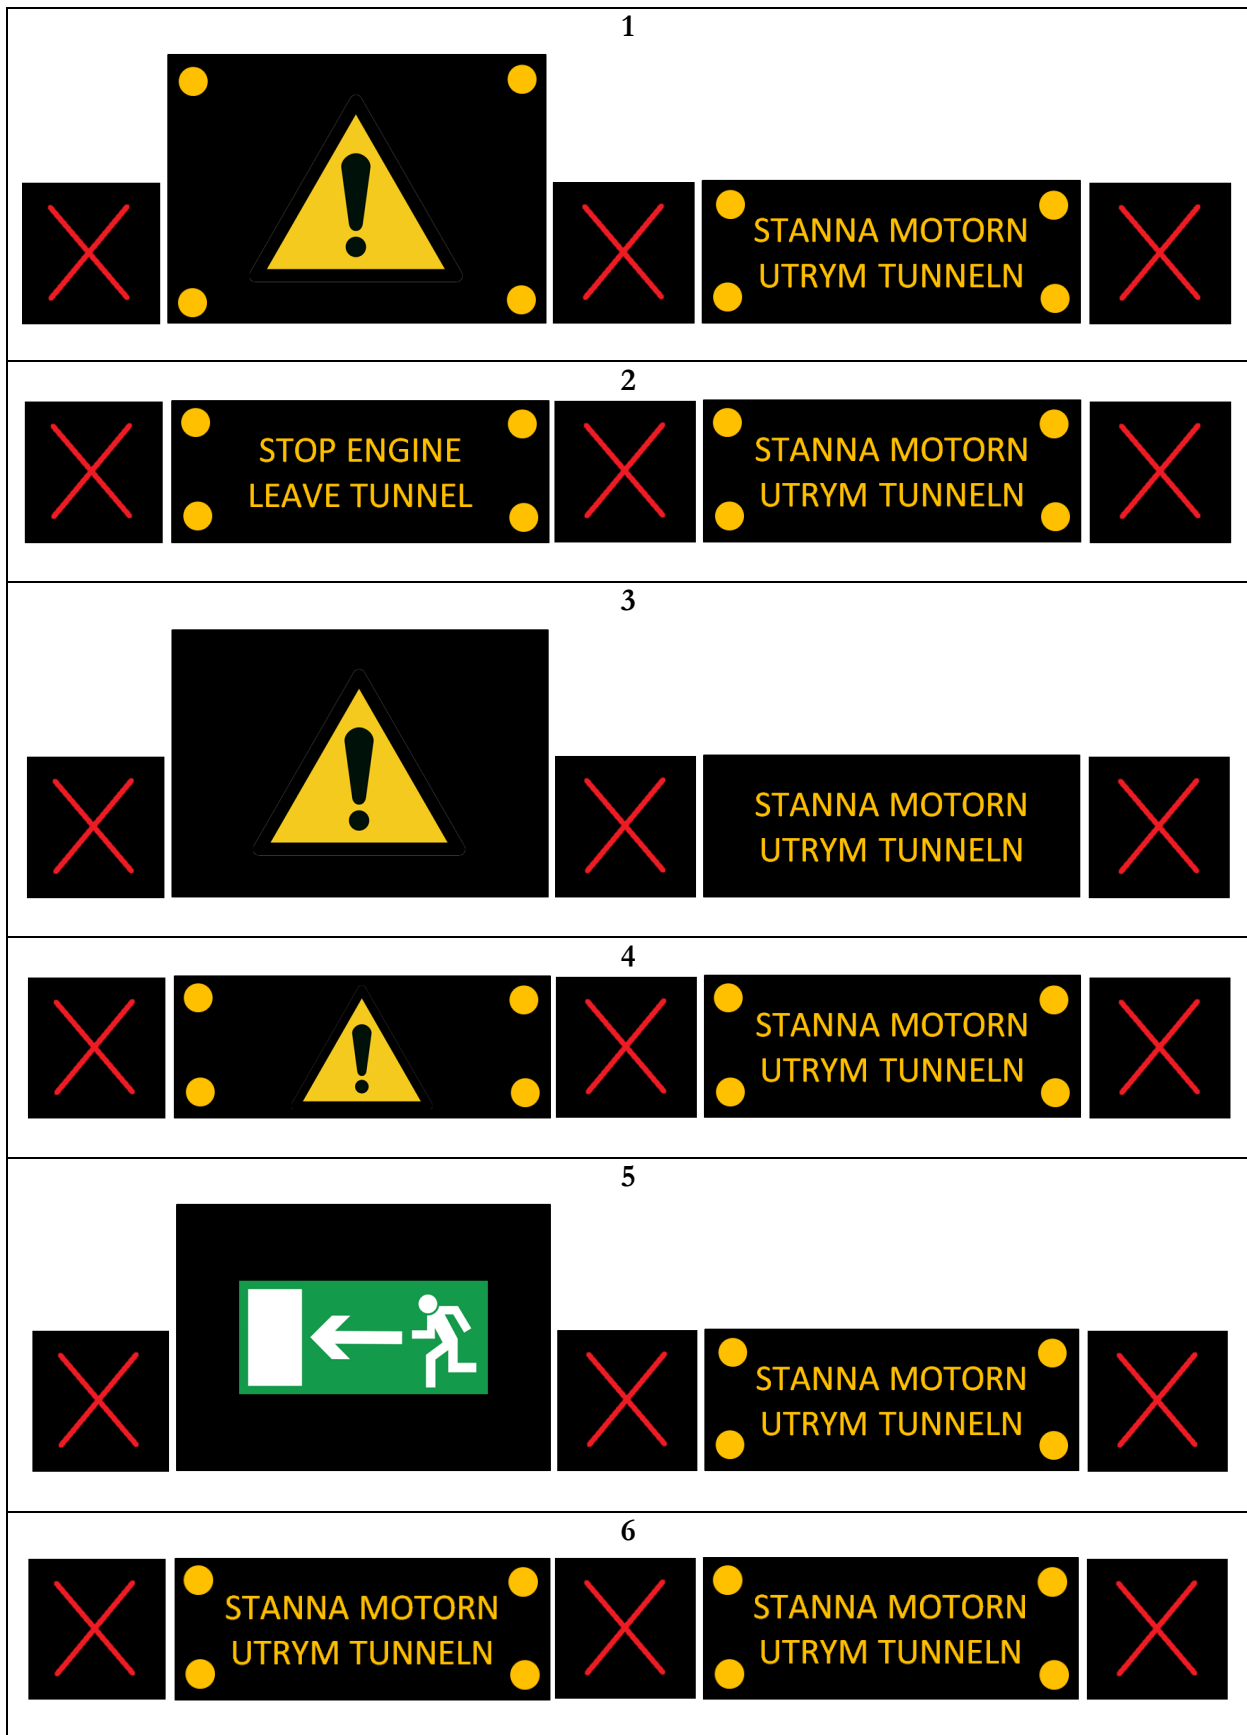 1
STANNA MOTORN
UTRYM TUNNELN
2
STOP ENGINE
LEAVE TUNNEL
STANNA MOTORN
UTRYM TUNNELN
3
STANNA MOTORN
UTRYM TUNNELN
4
STANNA MOTORN
UTRYM TUNNELN
5
STANNA MOTORN
UTRYM TUNNELN
6
STANNA MOTORN
UTRYM TUNNELN
STANNA MOTORN
UTRYM TUNNELN